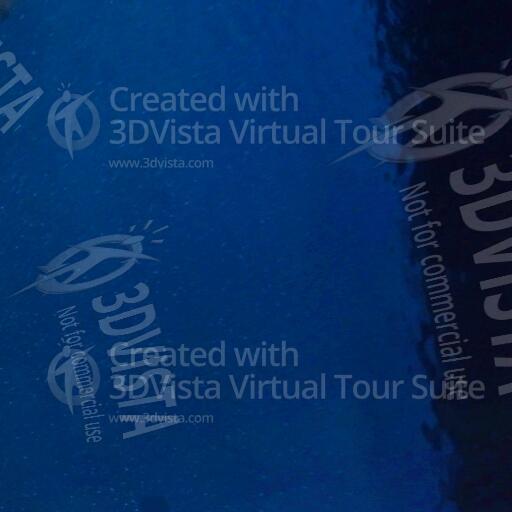 VISTA
Created with
3DVista Virtual Tour Suite
www.3dvista.com
3DVISTA
Not for commercial use
3DVISTA
Not for commercial use
Created with
3DVista Virtual Tour Suite
www.3dvista.com